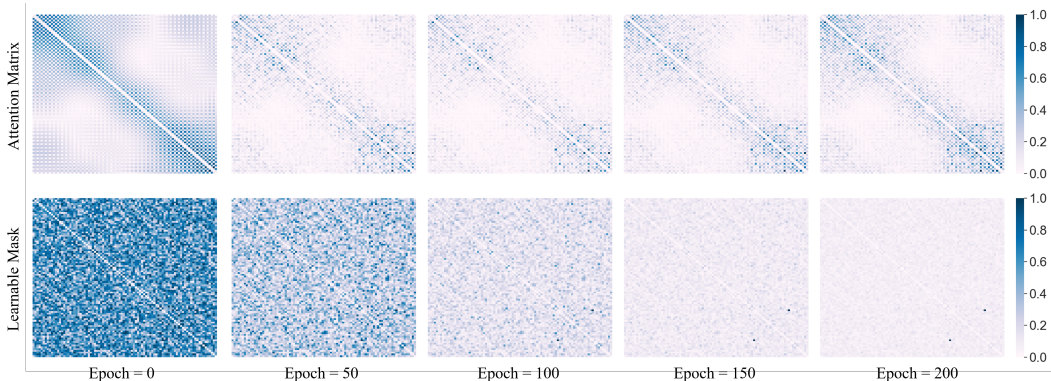 Attention Matrix
1.0
0.8
0.6
0.4
0.2
0.0
Learnable Mask
1.0
0.8
0.6
0.4
0.2
0.0
Epoch = 0
Epoch = 50
Epoch = 100
Epoch = 150
Epoch = 200